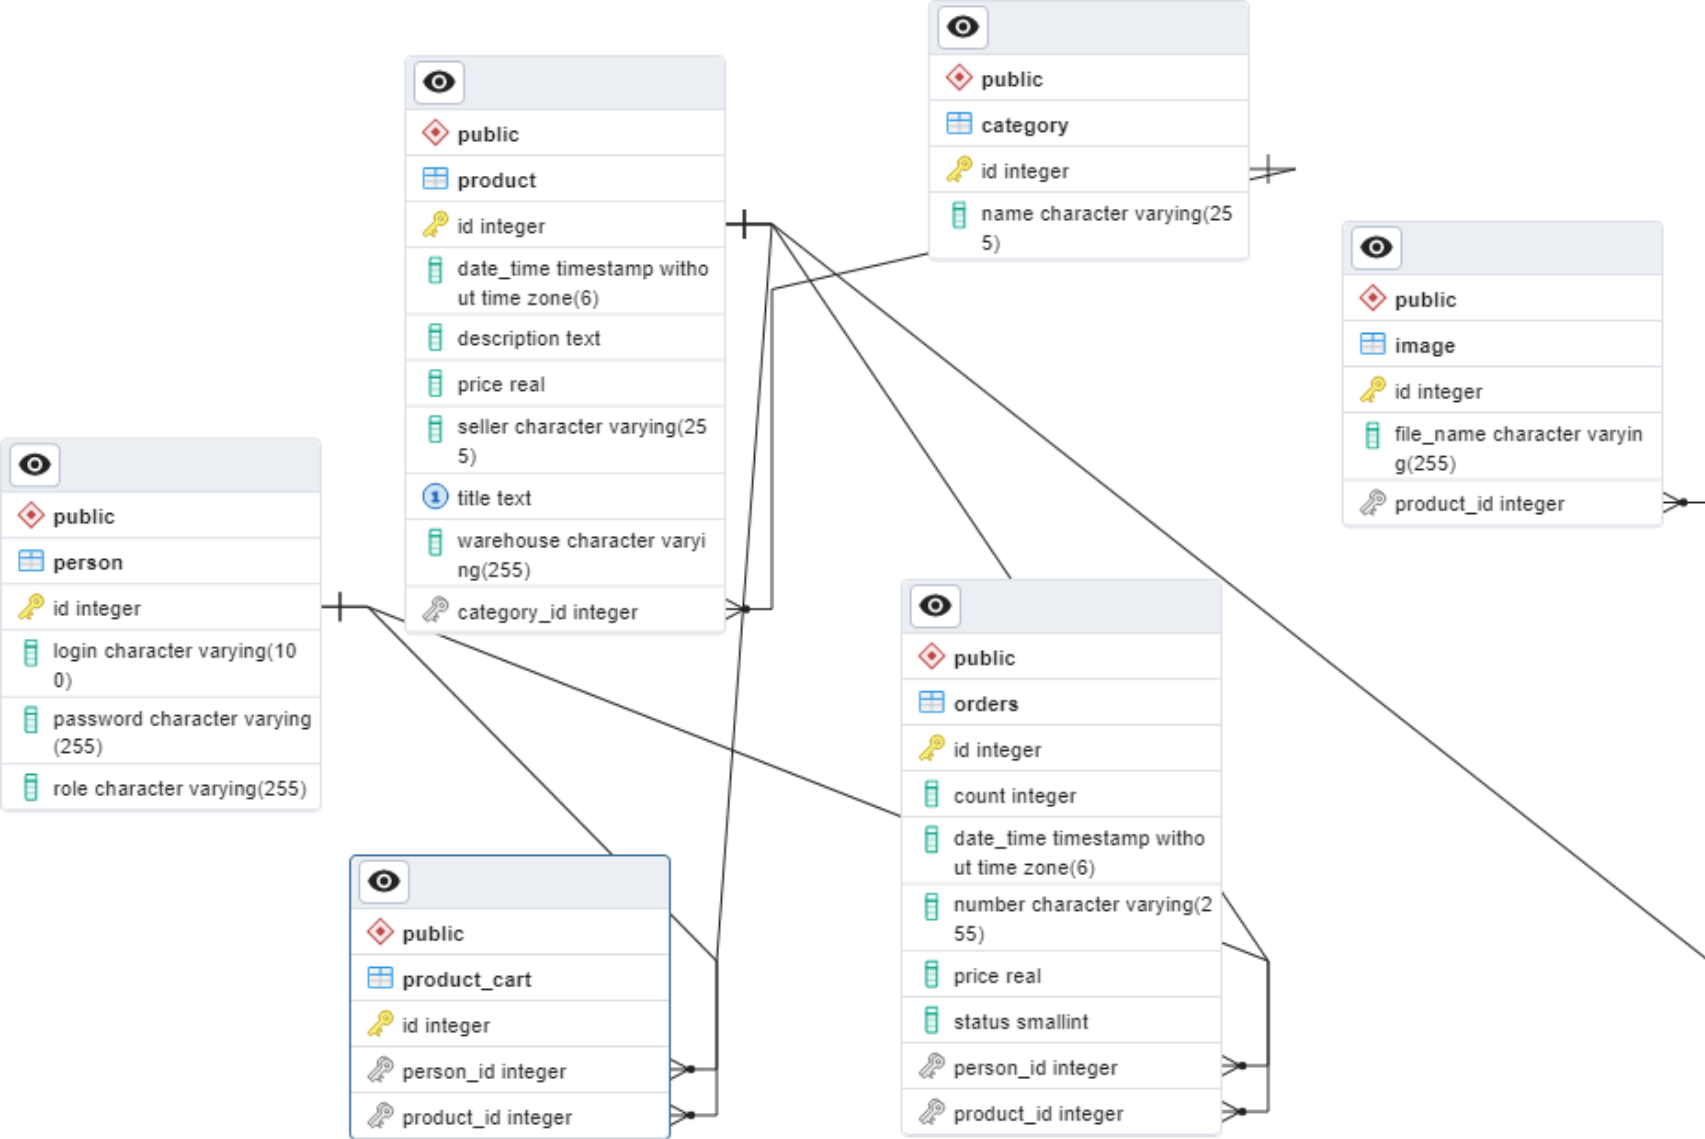 public
category
id integer
name character varying(25
5)
public
product
id integer
date_time timestamp witho
ut time zone(6)
description text
price real
seller character varying(25
5)
1 title text
warehouse character varyi
ng(255)
category_id integer
public
image
id integer
file_name character varyin
g(255)
product_id integer
public
person
id integer
login character varying(10
0)
password character varying
(255)
role character varying(255)
public
orders
id integer
count integer
date_time timestamp witho
ut time zone(6)
number character varying(2
55)
price real
status smallint
person_id integer
product_id integer
public
product_cart
id integer
person_id integer
product_id integer